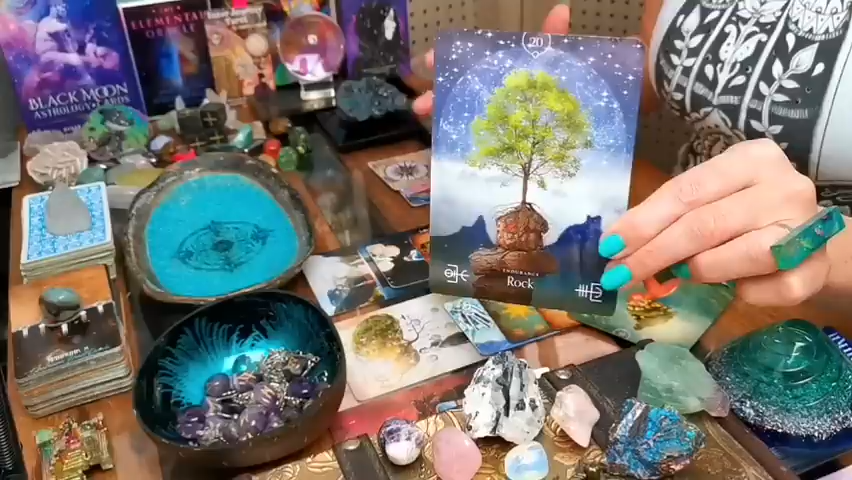 BLACK MOON
ASTROLOGY CARDS
ELEMENTAL
ORACLE
20
ENDURANCE
Rock